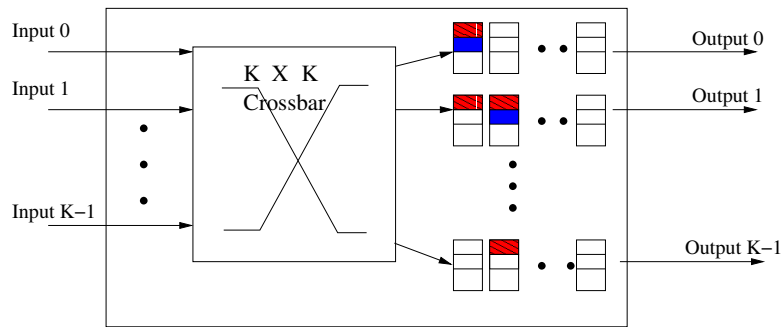 Input 0
Input 1
Input K−1
K X K
Crossbar
Output 0
Output 1
Output K−1